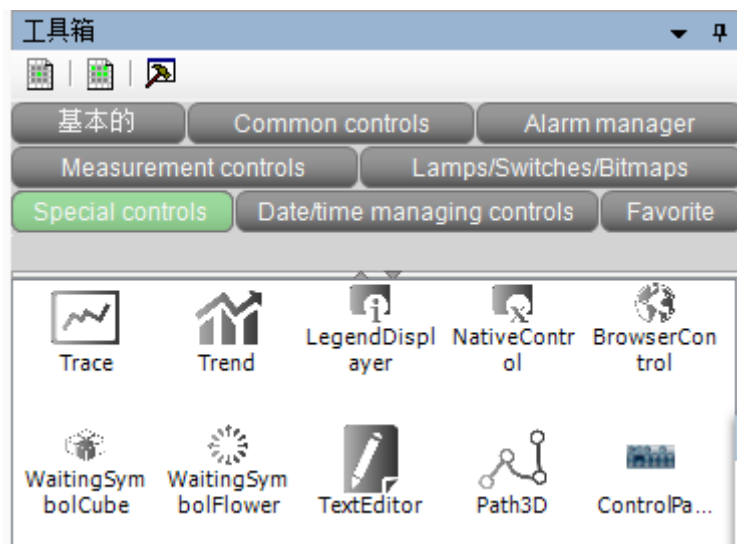 工具箱
基本的 Common controls Alarm manager
Measurement controls Lamps/Switches/Bitmaps
Special controls Date/time managing controls Favorite
Trace Trend LegendDispl NativeContr BrowserCon
ayer ol trol
WaitingSym WaitingSym TextEditor Path3D ControlPa...
bolCube bolFlower